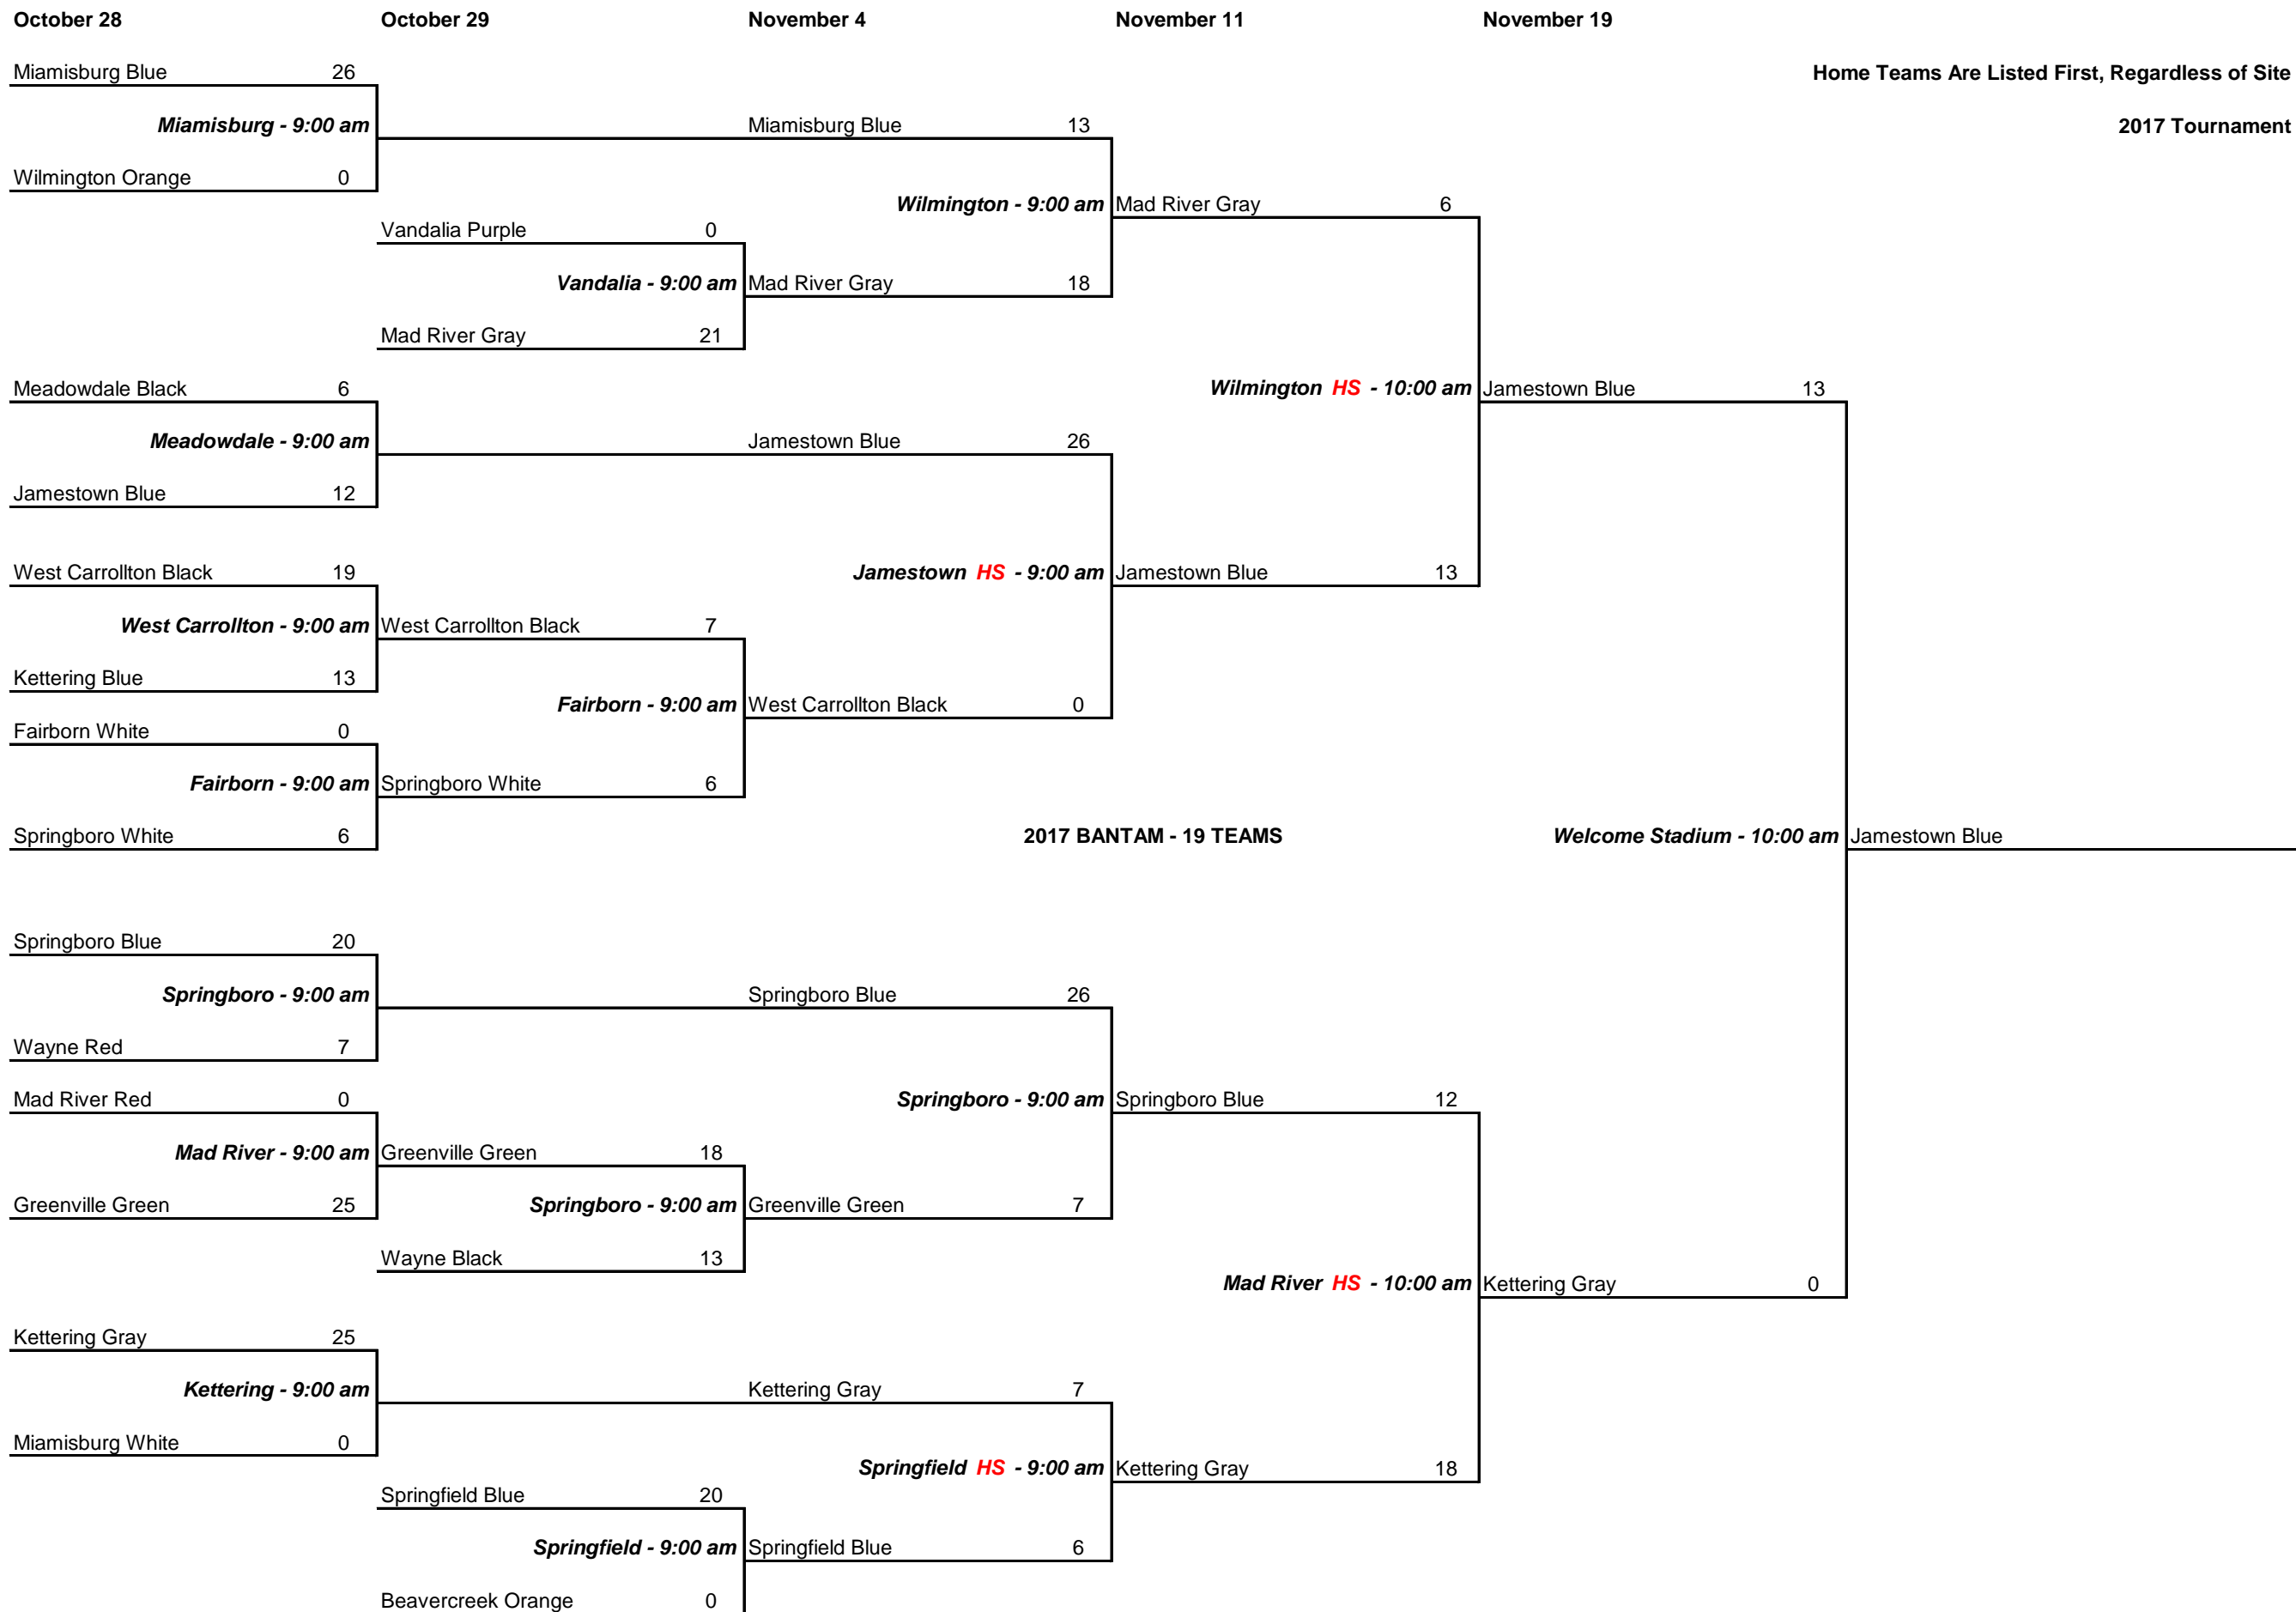 October 28 October 29 November 4 November 11 November 19
Miamisburg Blue 26 Home Teams Are Listed First, Regardless of Site
Miamisburg - 9:00 am Miamisburg Blue 13 2017 Tournament
Wilmington Orange 0
Wilmington - 9:00 am Mad River Gray 6
Vandalia Purple 0
Vandalia - 9:00 am Mad River Gray 18
Mad River Gray 21
Meadowdale Black 6 Wilmington HS - 10:00 am Jamestown Blue 13
Meadowdale - 9:00 am Jamestown Blue 26
Jamestown Blue 12
West Carrollton Black 19 Jamestown HS - 9:00 am Jamestown Blue 13
West Carrollton - 9:00 am West Carrollton Black 7
Kettering Blue 13
Fairborn - 9:00 am West Carrollton Black 0
Fairborn White 0
Fairborn - 9:00 am Springboro White 6
Springboro White 6 2017 BANTAM - 19 TEAMS Welcome Stadium - 10:00 am Jamestown Blue
Springboro Blue 20
Springboro - 9:00 am Springboro Blue 26
Wayne Red 7
Mad River Red 0 Springboro - 9:00 am Springboro Blue 12
Mad River - 9:00 am Greenville Green 18
Greenville Green 25 Springboro - 9:00 am Greenville Green 7
Wayne Black 13
Mad River HS - 10:00 am Kettering Gray 0
Kettering Gray 25
Kettering - 9:00 am Kettering Gray 7
Miamisburg White 0
Springfield HS - 9:00 am Kettering Gray 18
Springfield Blue 20
Springfield - 9:00 am Springfield Blue 6
Beavercreek Orange 0